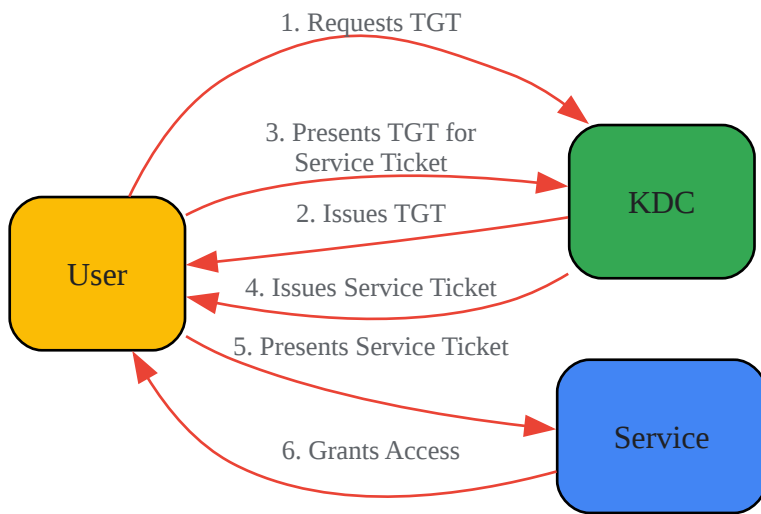 1. Requests TGT
3. Presents TGT for
Service Ticket
KDC
2. Issues TGT
User
4. Issues Service Ticket
5. Presents Service Ticket
Service
6. Grants Access